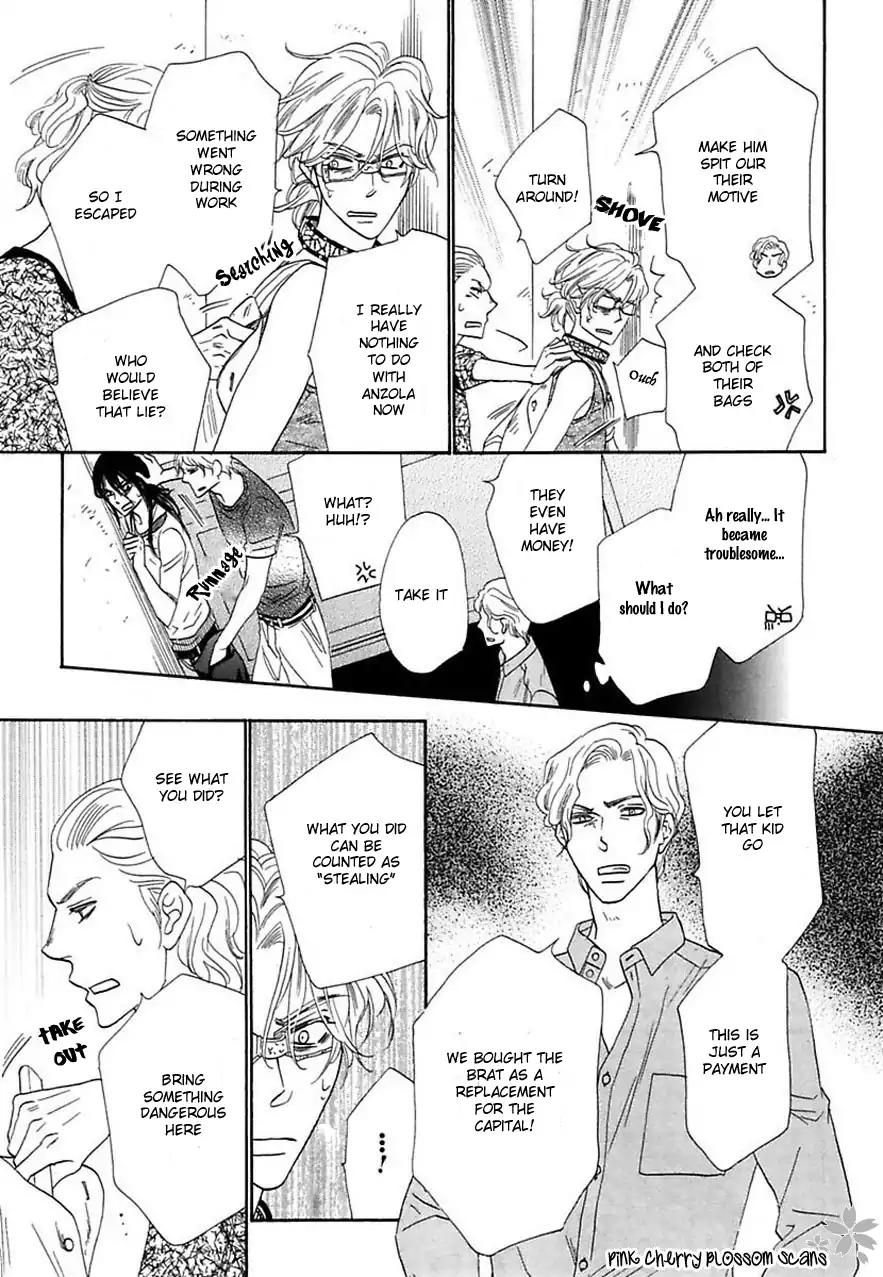 MAKE HIM
SPIT OUR
THEIR
MOTIVE
AND CHECK
BOTH OF
THEIR
BAGS
TURN
AROUND!
SHOVE
Ouch
SOMETHING
WENT
WRONG
DURING
WORK
SO I
ESCAPED
Searching
I REALLY
HAVE
NOTHING
TO DO
WITH
ANZOLA
NOW
WHO
WOULD
BELIEVE
THAT LIE?
Ah really... It
became
troublesome...
What
should I do?
THEY
EVEN
HAVE
MONEY!
TAKE IT
WHAT?
HUH!?
Rummage
YOU LET
THAT KID
GO
THIS IS
JUST A
PAYMENT
WE BOUGHT THE
BRAT AS A
REPLACEMENT
FOR THE
CAPITAL!
WHAT YOU DID
CAN BE
COUNTED AS
"STEALING"
...!
SEE WHAT
YOU DID?
TAKE
OUT
BRING
SOMETHING
DANGEROUS
HERE
Pink Cherry Blossom Scans